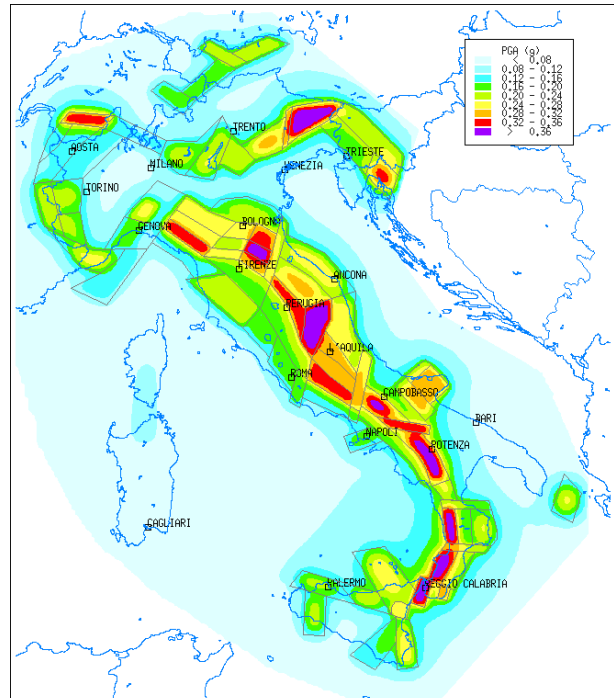 PGA (g)
< 0.08
0.08 - 0.12
0.12 - 0.16
0.16 - 0.20
0.20 - 0.24
0.24 - 0.28
0.28 - 0.32
0.32 - 0.36
> 0.36
TRENTO
AOSTA
MILANO
VENEZIA
TRIESTE
TORINO
GENOVA
BOLOGNA
FIRENZE
ANCONA
PERUGIA
L'AQUILA
ROMA
CAMPOBASSO
BARI
NAPOLI
POTENZA
CAGLIARI
PALERMO
REGGIO CALABRIA